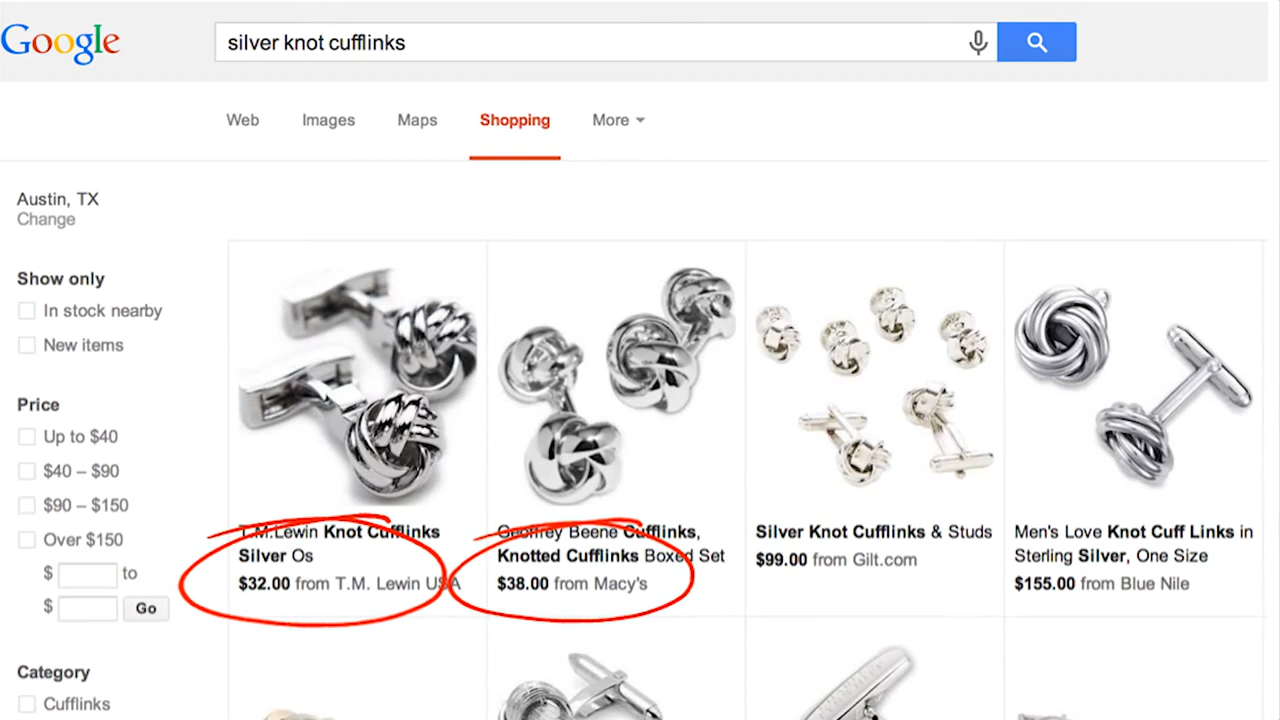 Google
silver knot cufflinks
Web Images Maps Shopping More
Austin, TX
Change
Show only
In stock nearby
New items
Price
Up to $40
$40 – $90
$90 – $150
Over $150
$ to
$ Go
Category
Cufflinks
T.M.Lewin Knot Cufflinks
Silver Os
$32.00 from T.M. Lewin USA
Geoffrey Beene Cufflinks,
Knotted Cufflinks Boxed Set
$38.00 from Macy's
Silver Knot Cufflinks & Studs
$99.00 from Gilt.com
Men's Love Knot Cuff Links in
Sterling Silver, One Size
$155.00 from Blue Nile